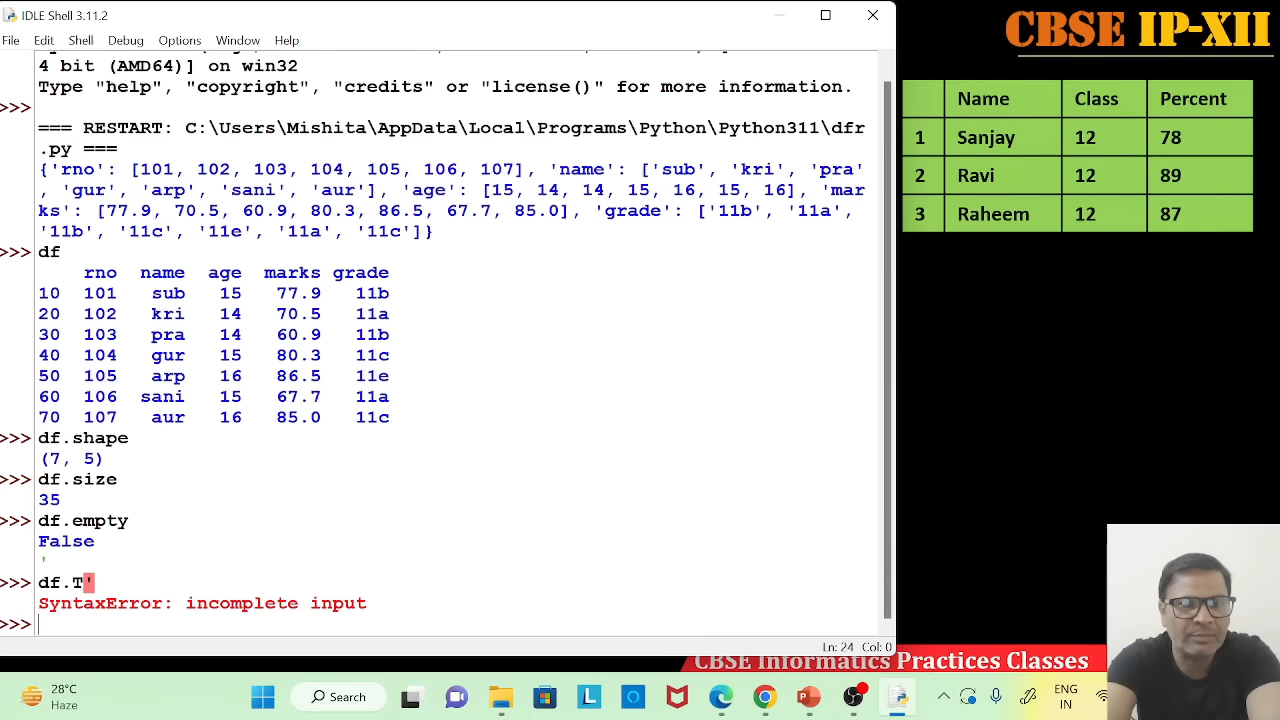 IDLE Shell 3.11.2
File Edit Shell Debug Options Window Help
4 bit (AMD64)] on win32
Type "help", "copyright", "credits" or "license()" for more information.
>>>
=== RESTART: C:\Users\Mishita\AppData\Local\Programs\Python\Python311\dfr
.py ===
{'rno': [101, 102, 103, 104, 105, 106, 107], 'name': ['sub', 'kri', 'pra'
, 'gur', 'arp', 'sani', 'aur'], 'age': [15, 14, 14, 15, 16, 15, 16], 'mar
ks': [77.9, 70.5, 60.9, 80.3, 86.5, 67.7, 85.0], 'grade': ['11b', '11a',
'11b', '11c', '11e', '11a', '11c']}
>>> df
rno name age marks grade
10 101 sub 15 77.9 11b
20 102 kri 14 70.5 11a
30 103 pra 14 60.9 11b
40 104 gur 15 80.3 11c
50 105 arp 16 86.5 11e
60 106 sani 15 67.7 11a
70 107 aur 16 85.0 11c
>>> df.shape
(7, 5)
>>> df.size
35
>>> df.empty
False
'
>>> df.T'
SyntaxError: incomplete input
>>>
Ln: 24 Col: 0
CBSE IP-XII
Name Class Percent
1 Sanjay 12 78
2 Ravi 12 89
3 Raheem 12 87
CBSE Informatics Practices Classes
28°C
Haze
Search
ENG
IN